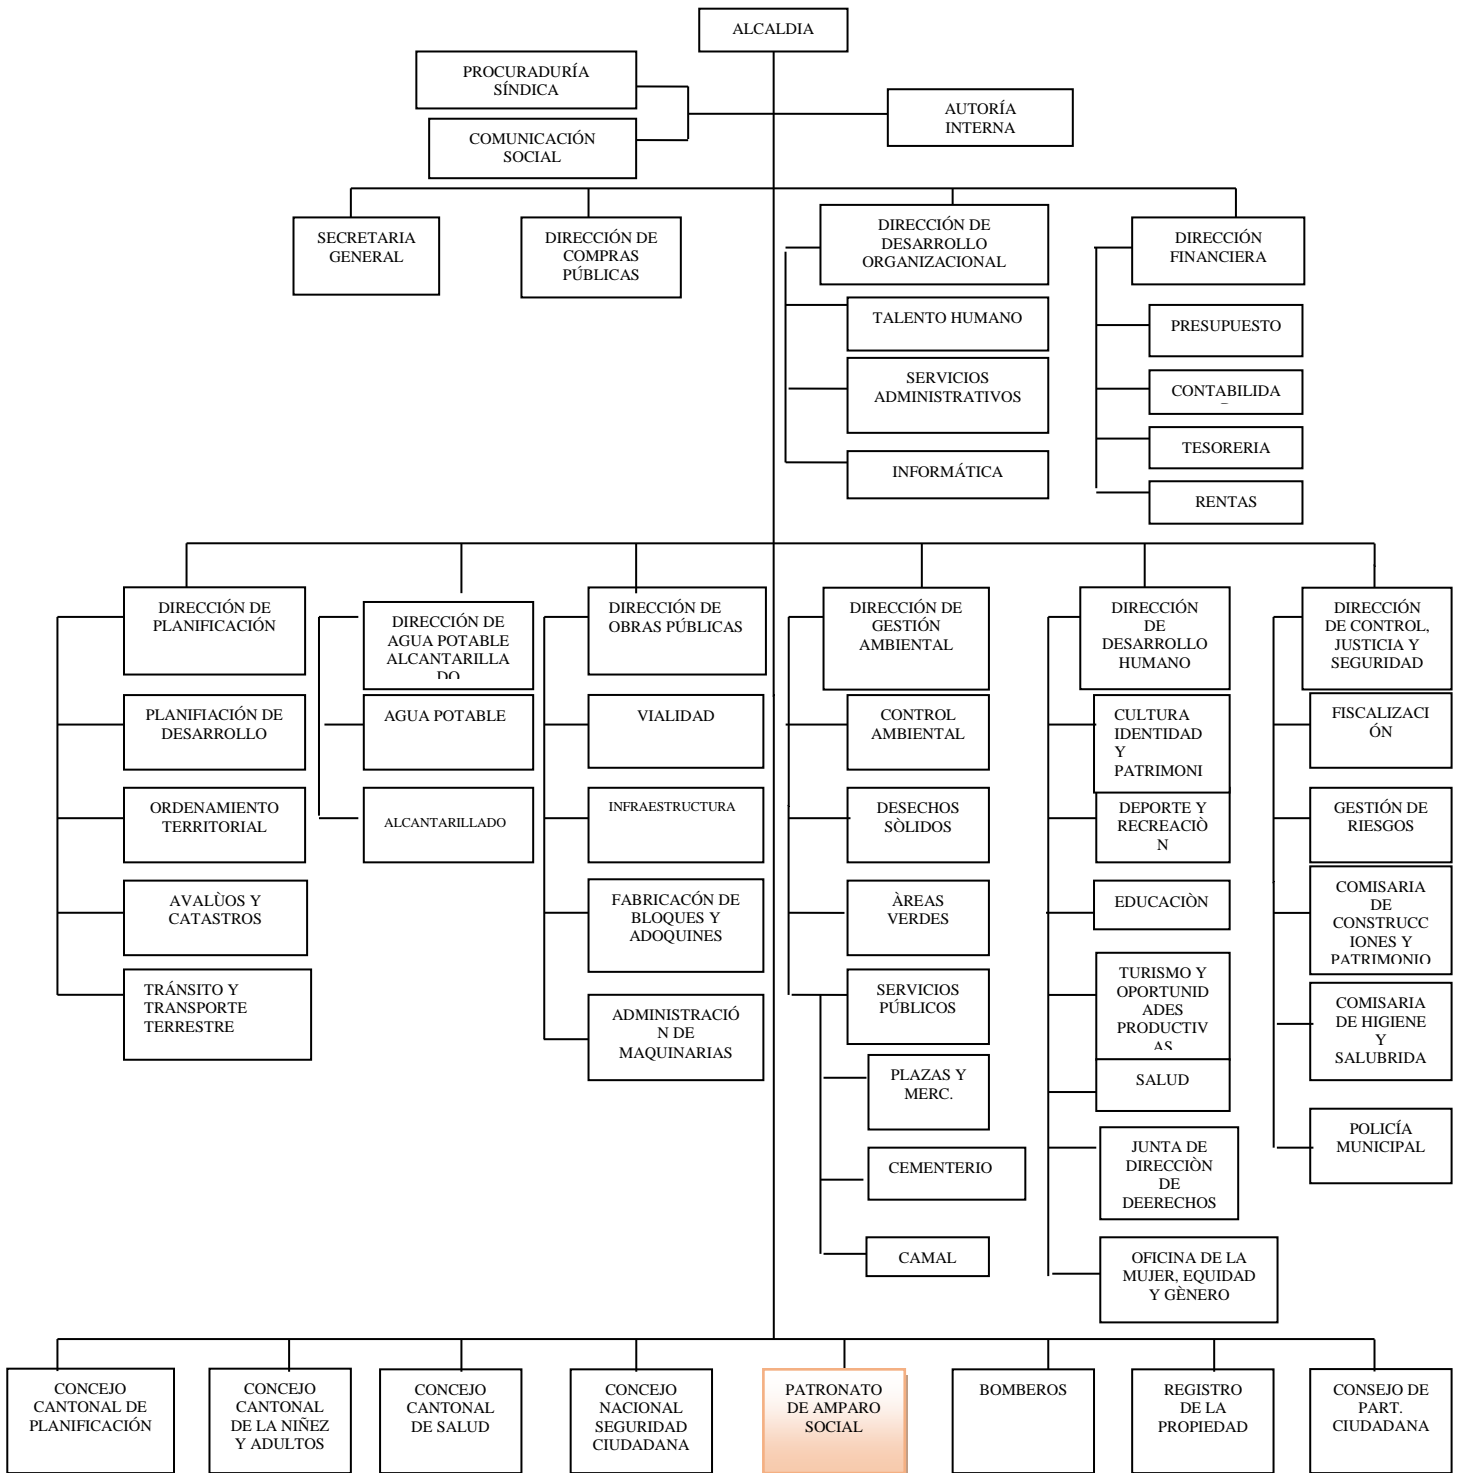 ALCALDIA
PROCURADURÍA
SÍNDICA
COMUNICACIÓN
SOCIAL
AUTORÍA
INTERNA
SECRETARIA
GENERAL
DIRECCIÓN DE
COMPRAS
PÚBLICAS
DIRECCIÓN DE
DESARROLLO
ORGANIZACIONAL
TALENTO HUMANO
SERVICIOS
ADMINISTRATIVOS
INFORMÁTICA
DIRECCIÓN
FINANCIERA
PRESUPUESTO
CONTABILIDA
TESORERIA
RENTAS
DIRECCIÓN DE
PLANIFICACIÓN
PLANIFIACIÓN DE
DESARROLLO
ORDENAMIENTO
TERRITORIAL
AVALÙOS Y
CATASTROS
TRÁNSITO Y
TRANSPORTE
TERRESTRE
DIRECCIÓN DE
AGUA POTABLE
ALCANTARILLA
DO
AGUA POTABLE
ALCANTARILLADO
DIRECCIÓN DE
OBRAS PÚBLICAS
VIALIDAD
INFRAESTRUCTURA
FABRICACÓN DE
BLOQUES Y
ADOQUINES
ADMINISTRACIÓ
N DE
MAQUINARIAS
DIRECCIÓN DE
GESTIÓN
AMBIENTAL
CONTROL
AMBIENTAL
DESECHOS
SÒLIDOS
ÀREAS
VERDES
SERVICIOS
PÚBLICOS
PLAZAS Y
MERC.
CEMENTERIO
CAMAL
DIRECCIÓN
DE
DESARROLLO
HUMANO
CULTURA
IDENTIDAD
Y
PATRIMONI
DEPORTE Y
RECREACIÒ
N
EDUCACIÒN
TURISMO Y
OPORTUNID
ADES
PRODUCTIV
AS
SALUD
JUNTA DE
DIRECCIÒN
DE
DEERECHOS
OFICINA DE LA
MUJER, EQUIDAD
Y GÈNERO
DIRECCIÓN
DE CONTROL,
JUSTICIA Y
SEGURIDAD
FISCALIZACI
ÓN
GESTIÓN DE
RIESGOS
COMISARIA
DE
CONSTRUCC
IONES Y
PATRIMONIO
COMISARIA
DE HIGIENE
Y
SALUBRIDA
POLICÍA
MUNICIPAL
CONCEJO
CANTONAL DE
PLANIFICACIÓN
CONCEJO
CANTONAL
DE LA NIÑEZ
Y ADULTOS
CONCEJO
CANTONAL
DE SALUD
CONCEJO
NACIONAL
SEGURIDAD
CIUDADANA
PATRONATO
DE AMPARO
SOCIAL
BOMBEROS
REGISTRO
DE LA
PROPIEDAD
CONSEJO DE
PART.
CIUDADANA